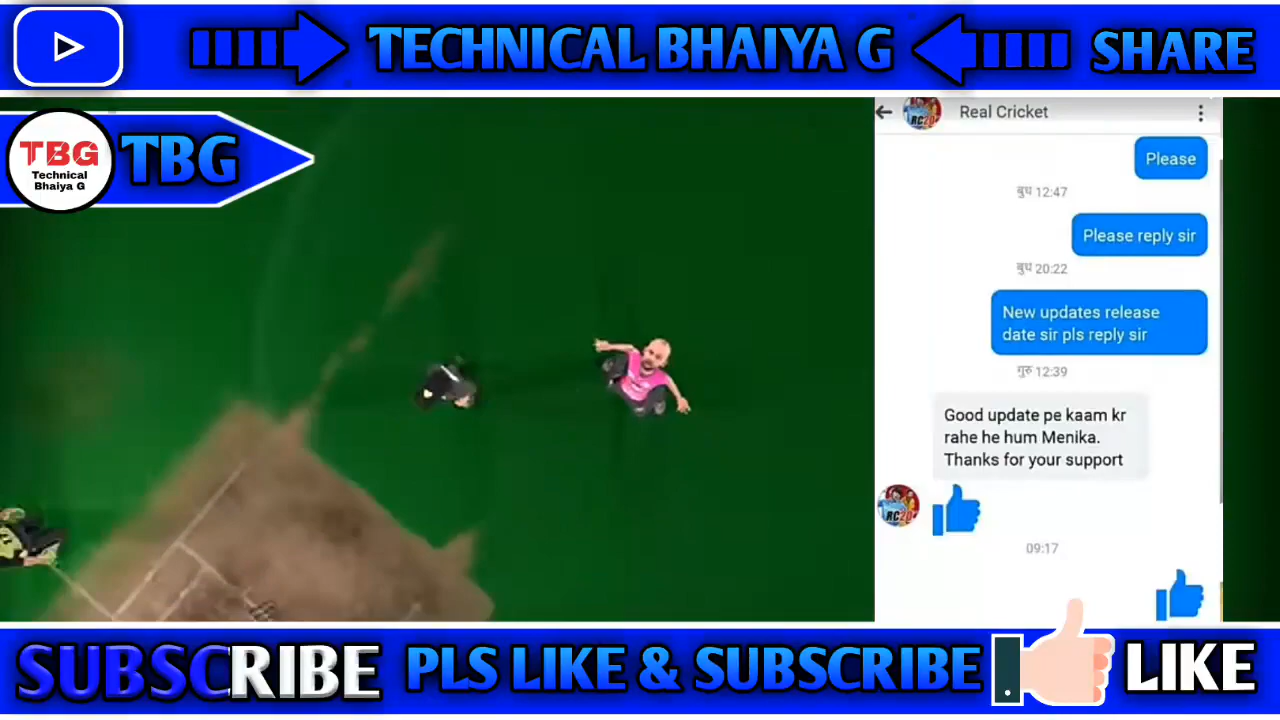 TECHNICAL BHAIYA G
SHARE
TBG
Technical
Bhaiya G
TBG
Real Cricket
RC20
Please
बुध 12:47
Please reply sir
बुध 20:22
New updates release
date sir pls reply sir
गुरु 12:39
Good update pe kaam kr
rahe he hum Menika.
Thanks for your support
RC20
09:17
SUBSCRIBE
PLS LIKE & SUBSCRIBE
LIKE